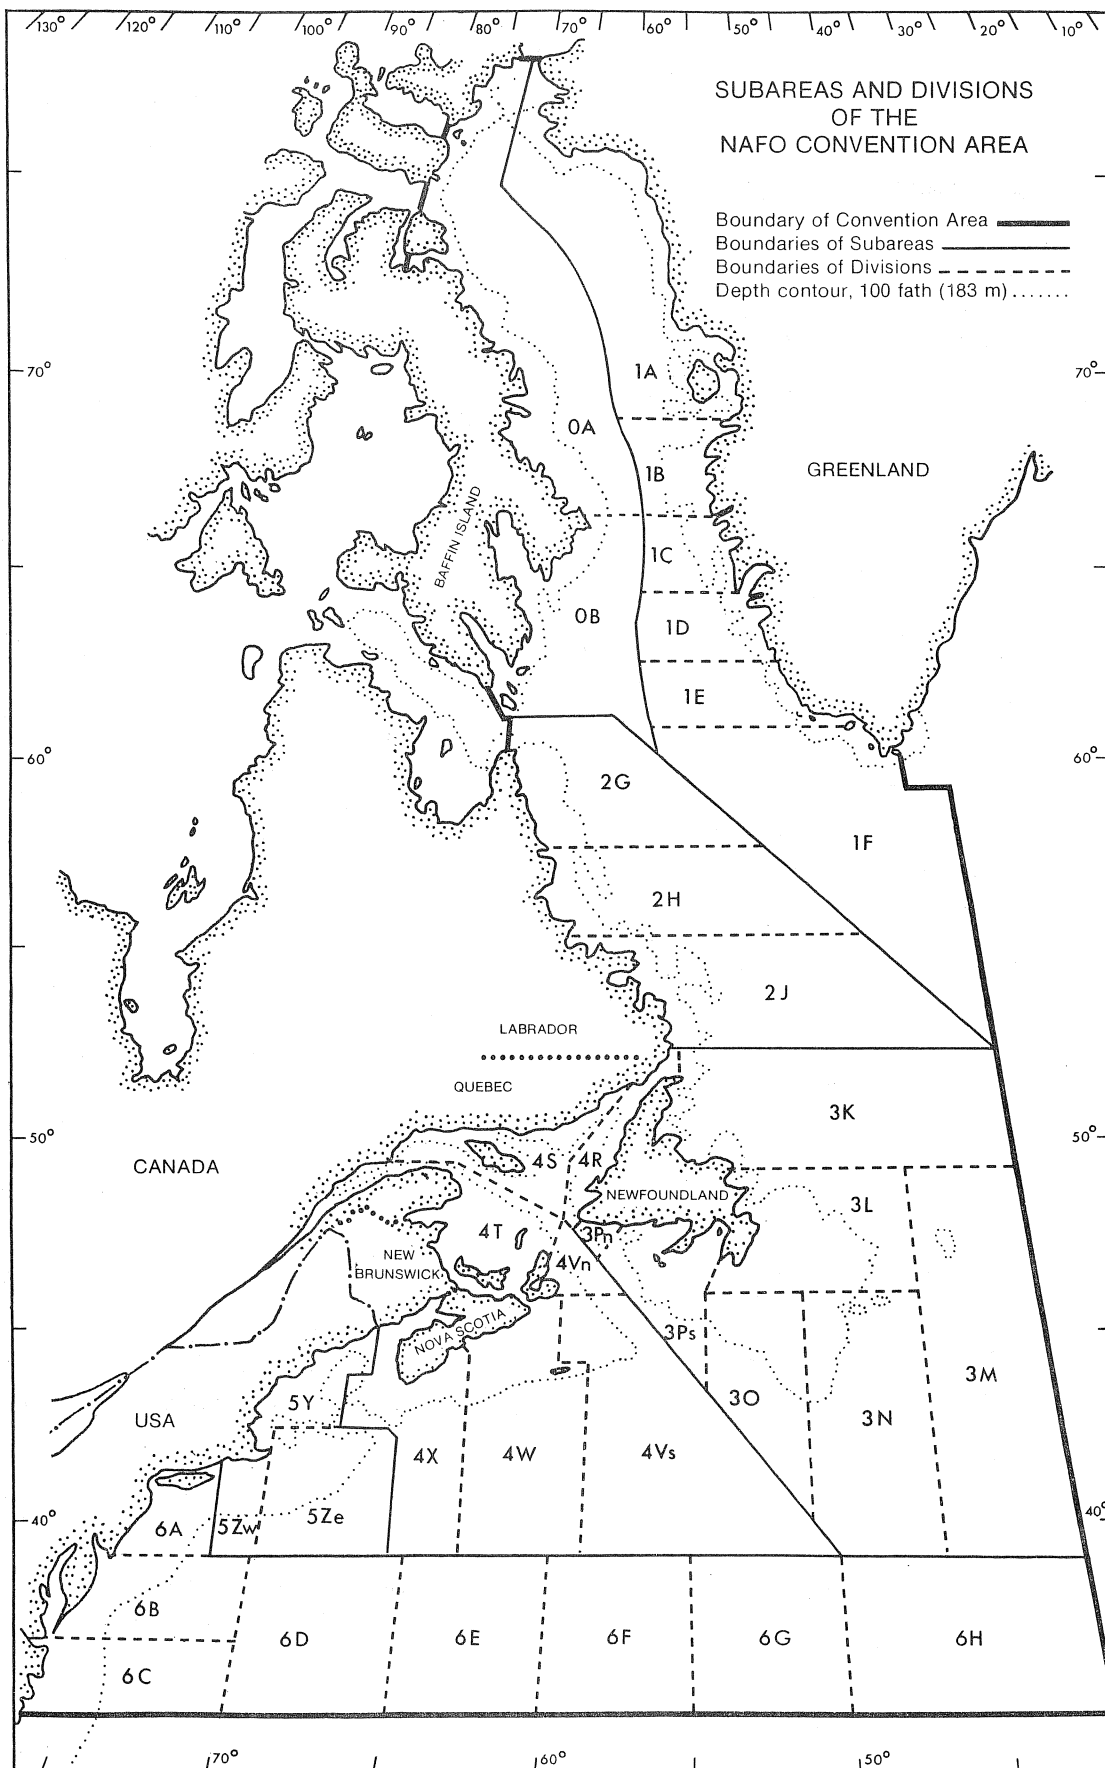 130° 120° 110° 100° 90° 80° 70° 60° 50° 40° 30° 20° 10°
SUBAREAS AND DIVISIONS
OF THE
NAFO CONVENTION AREA
Boundary of Convention Area
Boundaries of Subareas
Boundaries of Divisions
Depth contour, 100 fath (183 m)
70° 70°
1A
0A
GREENLAND
1B
BAFFIN ISLAND
1C
0B
1D
1E
60° 60°
2G
1F
2H
2J
LABRADOR
QUEBEC
3K
50° 50°
CANADA
4S 4R
NEWFOUNDLAND
3L
4T
3Pn
NEW
BRUNSWICK
4Vn
NOVA SCOTIA
3Ps
3M
5Y
3O
3N
USA
4X 4W 4Vs
40° 40°
6A 5Zw 5Ze
6B
6D 6E 6F 6G 6H
6C
70° 60° 50°